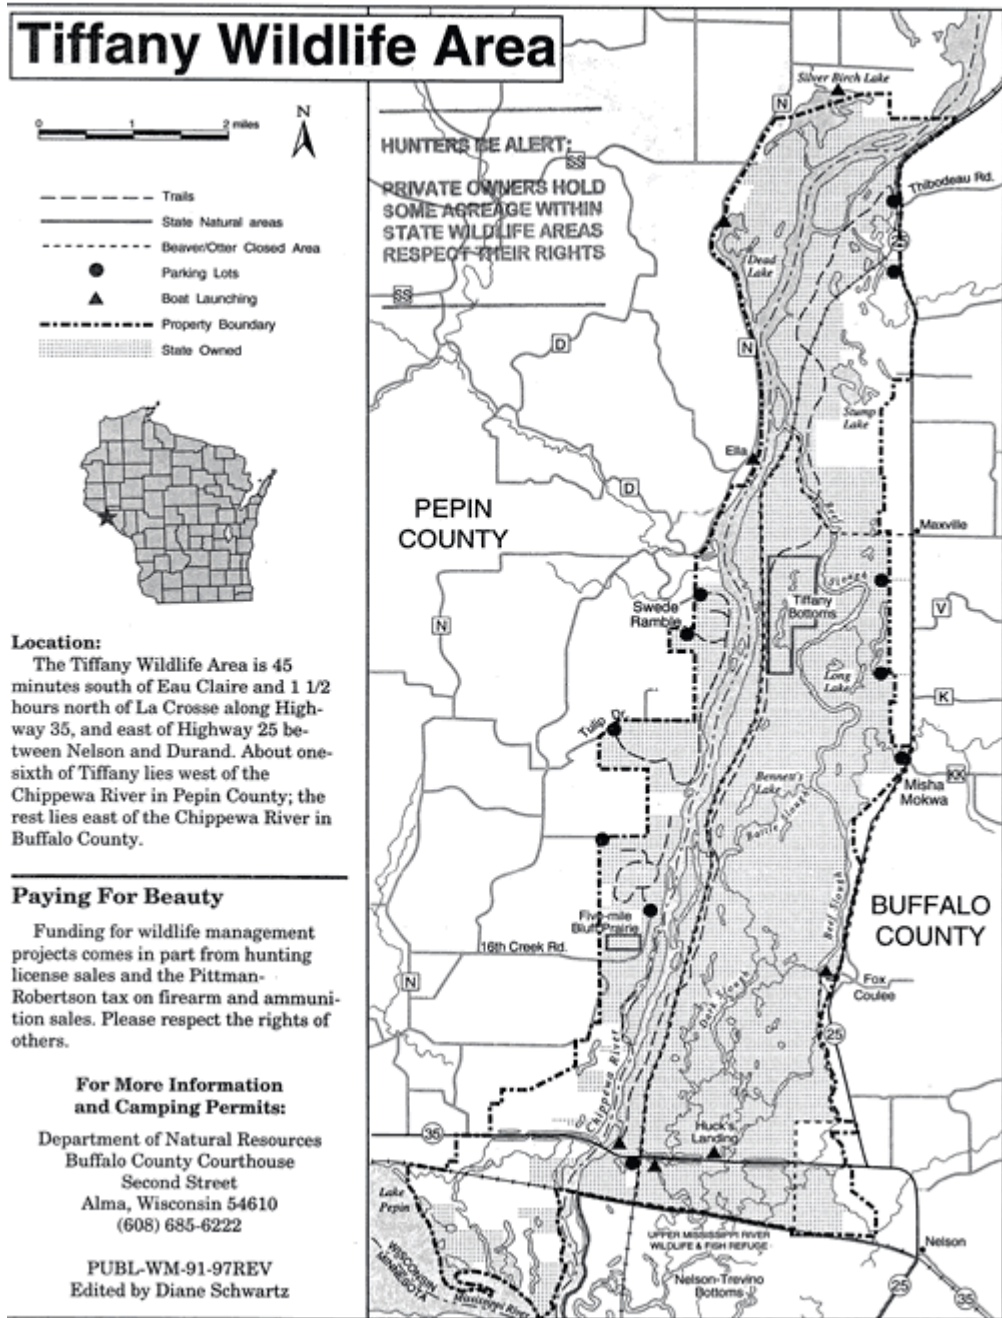 Tiffany Wildlife Area
0 1 2 miles
N
Trails
State Natural areas
Beaver/Otter Closed Area
Parking Lots
Boat Launching
Property Boundary
State Owned
Location:
The Tiffany Wildlife Area is 45
minutes south of Eau Claire and 1 1/2
hours north of La Crosse along High-
way 35, and east of Highway 25 be-
tween Nelson and Durand. About one-
sixth of Tiffany lies west of the
Chippewa River in Pepin County; the
rest lies east of the Chippewa River in
Buffalo County.
Paying For Beauty
Funding for wildlife management
projects comes in part from hunting
license sales and the Pittman-
Robertson tax on firearm and ammuni-
tion sales. Please respect the rights of
others.
For More Information
and Camping Permits:
Department of Natural Resources
Buffalo County Courthouse
Second Street
Alma, Wisconsin 54610
(608) 685-6222
PUBL-WM-91-97REV
Edited by Diane Schwartz
HUNTERS BE ALERT:
PRIVATE OWNERS HOLD
SOME ACREAGE WITHIN
STATE WILDLIFE AREAS
RESPECT THEIR RIGHTS
Silver Birch Lake
N
SS
Thibodeau Rd.
25
Dead
Lake
SS
D
N
Stump
Lake
Ella
D
PEPIN
COUNTY
Beef
Slough
Maxville
Swede
Ramble
Tiffany
Bottoms
V
N
Long
Lake
K
Tulip Dr.
Bennett's
Lake
Misha
Mokwa
KK
Battle Slough
Beef Slough
BUFFALO
COUNTY
Five-mile
Bluff Prairie
16th Creek Rd.
N
Fox
Coulee
Dark Slough
25
Chippewa River
35
Huck's
Landing
Lake
Pepin
WISCONSIN
MINNESOTA
Mississippi River
UPPER MISSISSIPPI RIVER
WILDLIFE & FISH REFUGE
Nelson
Nelson-Trevino
Bottoms
25
35